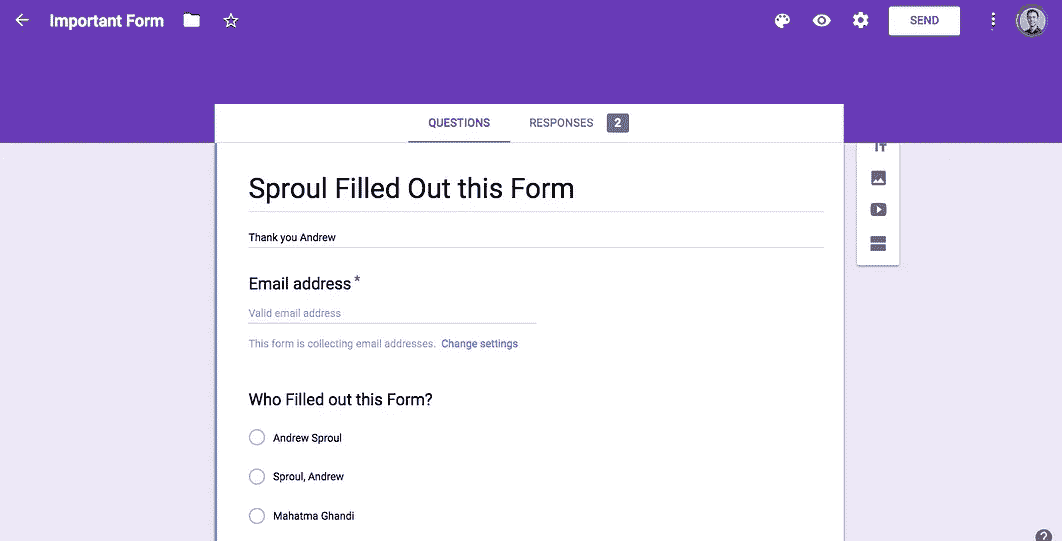 Important Form
SEND
QUESTIONS
RESPONSES 2
Sproul Filled Out this Form
Thank you Andrew
Email address *
Valid email address
This form is collecting email addresses. Change settings
Who Filled out this Form?
Andrew Sproul
Sproul, Andrew
Mahatma Ghandi
?